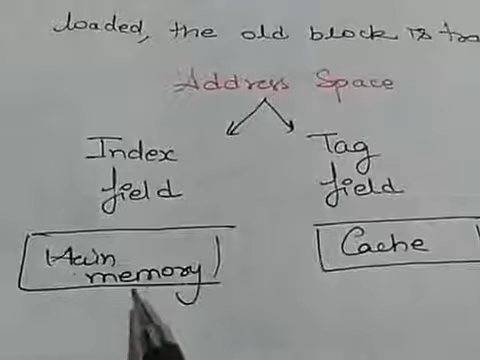 loaded, the old block is
Address Space
Index Tag
field field
Main Cache
memory